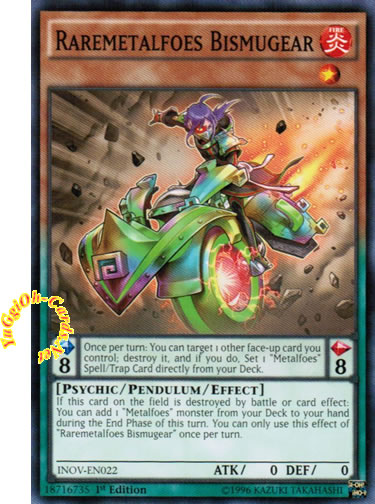 RAREMETALFOES BISMUGEAR
FIRE
炎
YuGgiOh-Cardsmar.Net
8
Once per turn: You can target 1 other face-up card you
control; destroy it, and if you do, Set 1 "Metalfoes"
Spell/Trap Card directly from your Deck.
8
[PSYCHIC/PENDULUM/EFFECT]
If this card on the field is destroyed by battle or card effect:
You can add 1 "Metalfoes" monster from your Deck to your
hand during the End Phase of this turn. You can only use this effect of
"Raremetalfoes Bismugear" once per turn.
INOV-EN022
ATK/ 0 DEF/ 0
18716735 1st Edition
©1996 KAZUKI TAKAHASHI